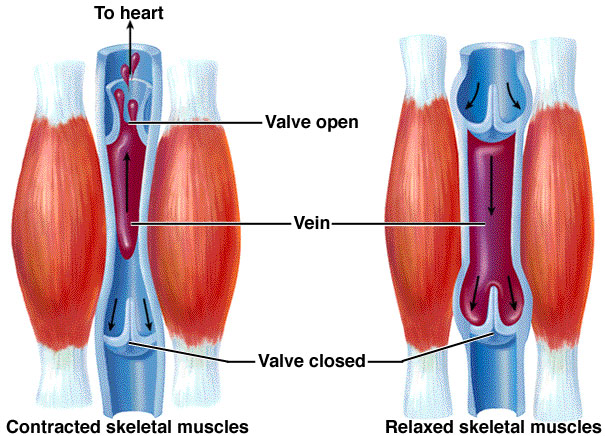 To heart
Valve open
Vein
Valve closed
Contracted skeletal muscles
Relaxed skeletal muscles